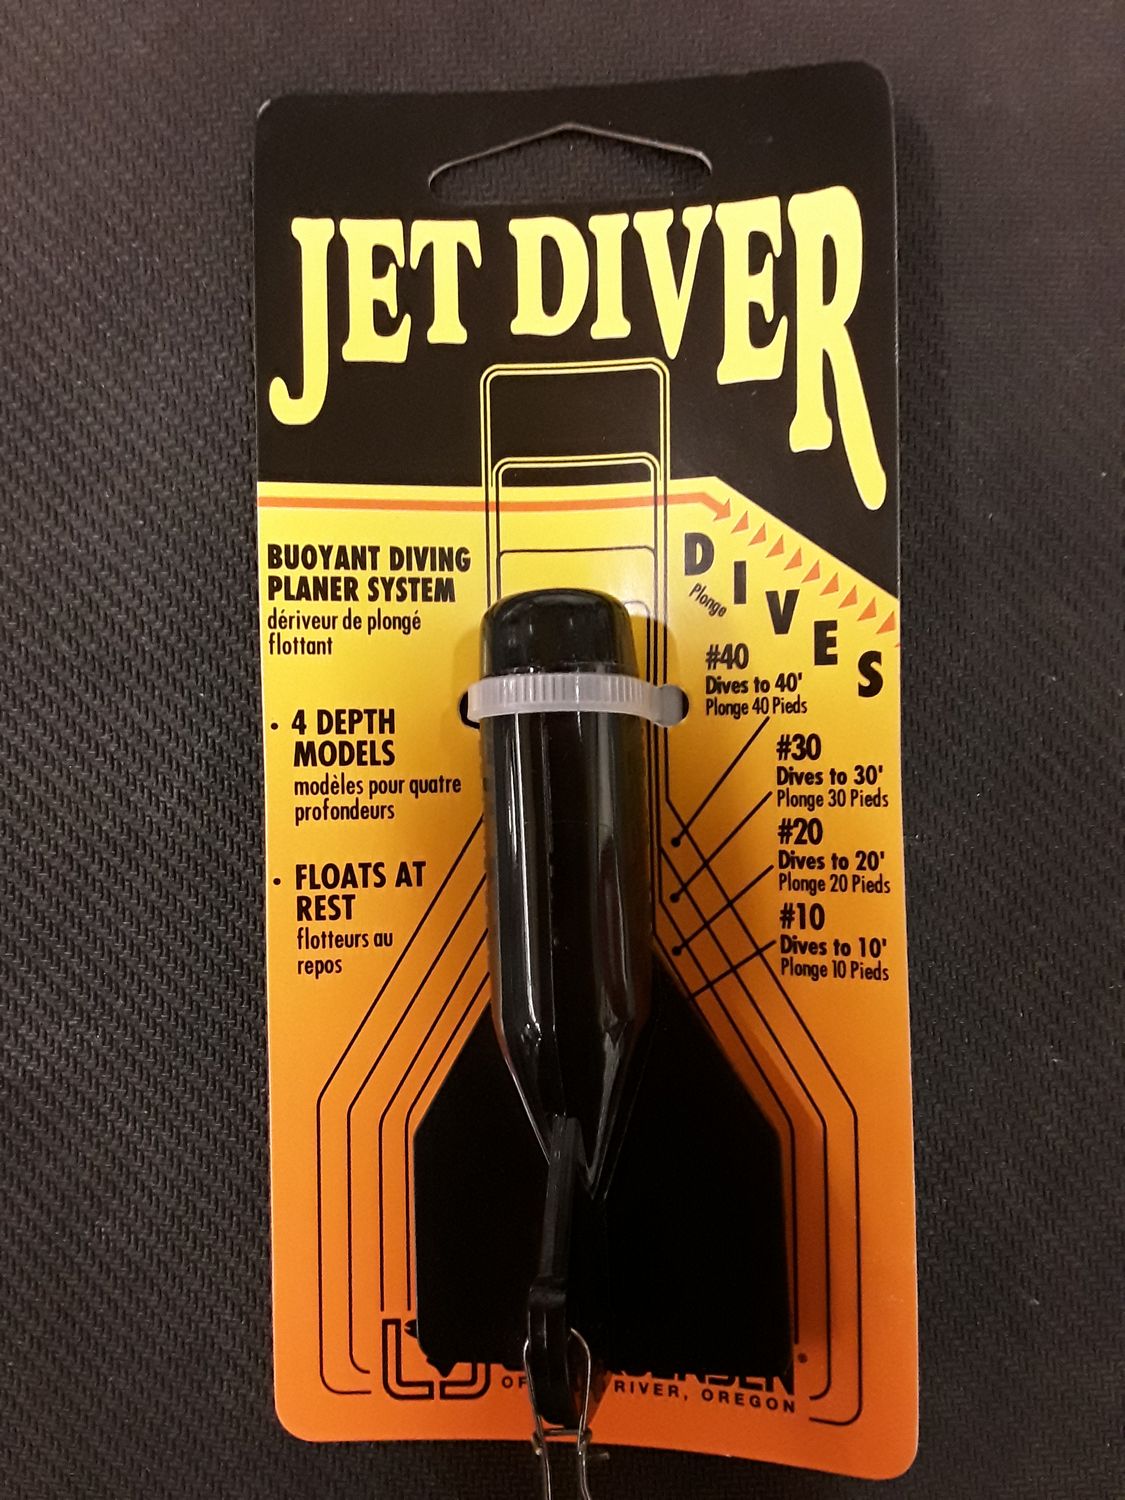 JET DIVER
BUOYANT DIVING
PLANER SYSTEM
dériveur de plongé
flottant
• 4 DEPTH
MODELS
modèles pour quatre
profondeurs
• FLOATS AT
REST
flotteurs au
repos
DIVES
Plonge
#40
Dives to 40'
Plonge 40 Pieds
#30
Dives to 30'
Plonge 30 Pieds
#20
Dives to 20'
Plonge 20 Pieds
#10
Dives to 10'
Plonge 10 Pieds
OF RIVER, OREGON